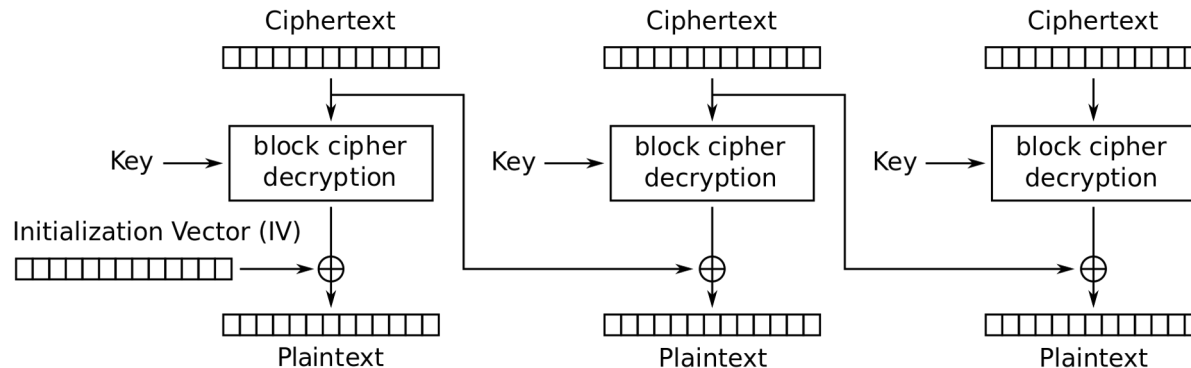 Ciphertext Ciphertext Ciphertext
Key block cipher decryption Key block cipher decryption Key block cipher decryption
Initialization Vector (IV)
Plaintext Plaintext Plaintext